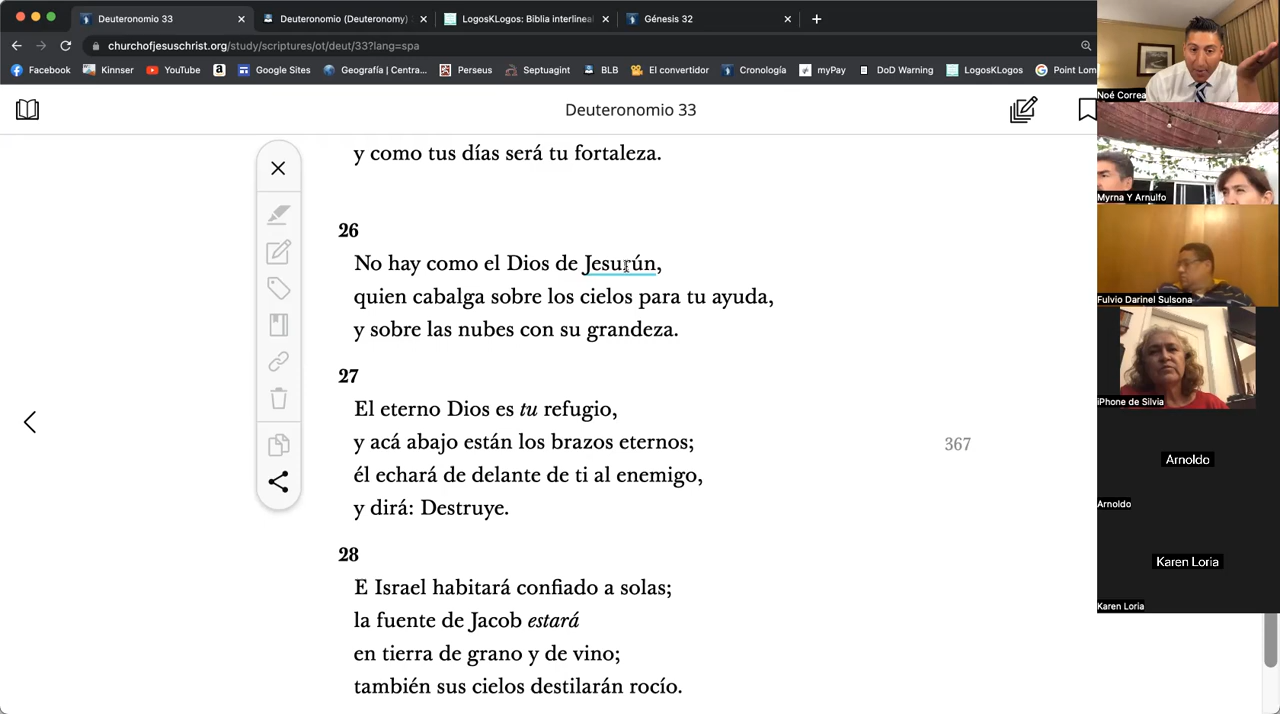 Deuteronomio 33
Deuteronomio (Deuteronomy)
LogosKLogos: Biblia interlineal
Génesis 32
churchofjesuschrist.org/study/scriptures/ot/deut/33?lang=spa
Facebook
Kinnser
YouTube
Google Sites
Geografía | Centra...
Perseus
Septuagint
BLB
El convertidor
Cronología
myPay
DoD Warning
LogosKLogos
Point Lom
Deuteronomio 33
y como tus días será tu fortaleza.
26
No hay como el Dios de Jesurún,
quien cabalga sobre los cielos para tu ayuda,
y sobre las nubes con su grandeza.
27
El eterno Dios es tu refugio,
y acá abajo están los brazos eternos;
él echará de delante de ti al enemigo,
y dirá: Destruye.
367
28
E Israel habitará confiado a solas;
la fuente de Jacob estará
en tierra de grano y de vino;
también sus cielos destilarán rocío.
Noé Correa
Myrna Y Arnulfo
Fulvio Darinel Sulsona
iPhone de Silvia
Arnoldo
Arnoldo
Karen Loria
Karen Loria